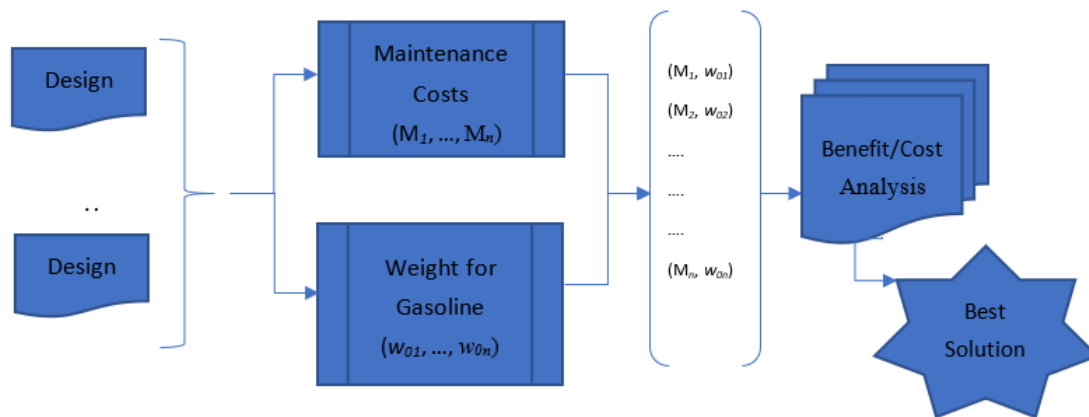 Design
..
Design
Maintenance
Costs
(M1, ..., Mn)
Weight for
Gasoline
(w01, ..., w0n)
(M1, w01)
(M2, w02)
....
....
....
(Mn, w0n)
Benefit/Cost
Analysis
Best
Solution